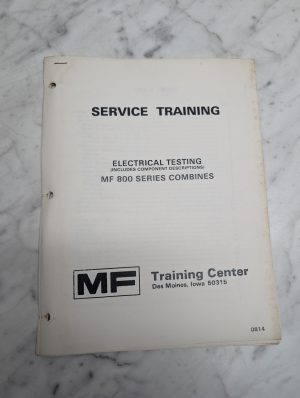 SERVICE TRAINING
ELECTRICAL TESTING
(INCLUDES COMPONENT DESCRIPTIONS)
MF 800 SERIES COMBINES
MF Training Center
Des Moines, Iowa 50315
0814